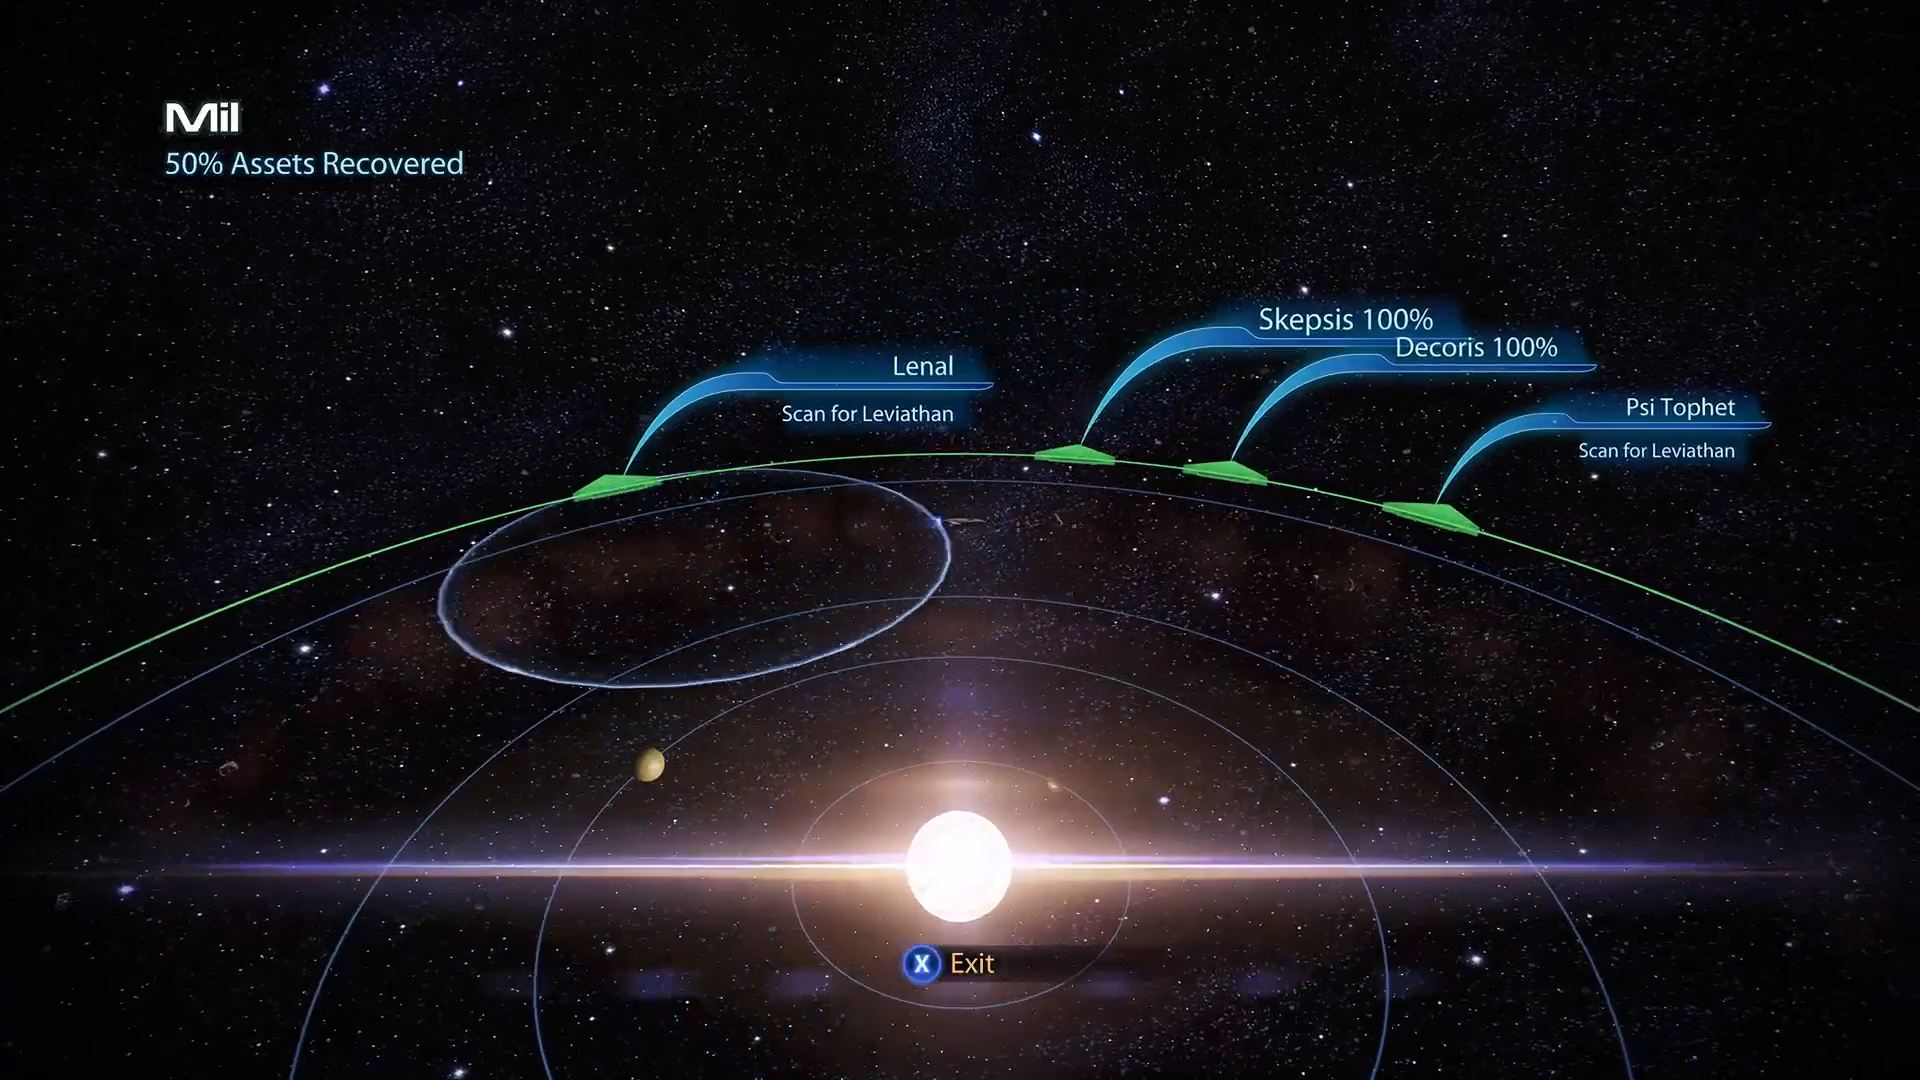 Mil
50% Assets Recovered
Skepsis 100%
Decoris 100%
Lenal
Scan for Leviathan
Psi Tophet
Scan for Leviathan
X Exit